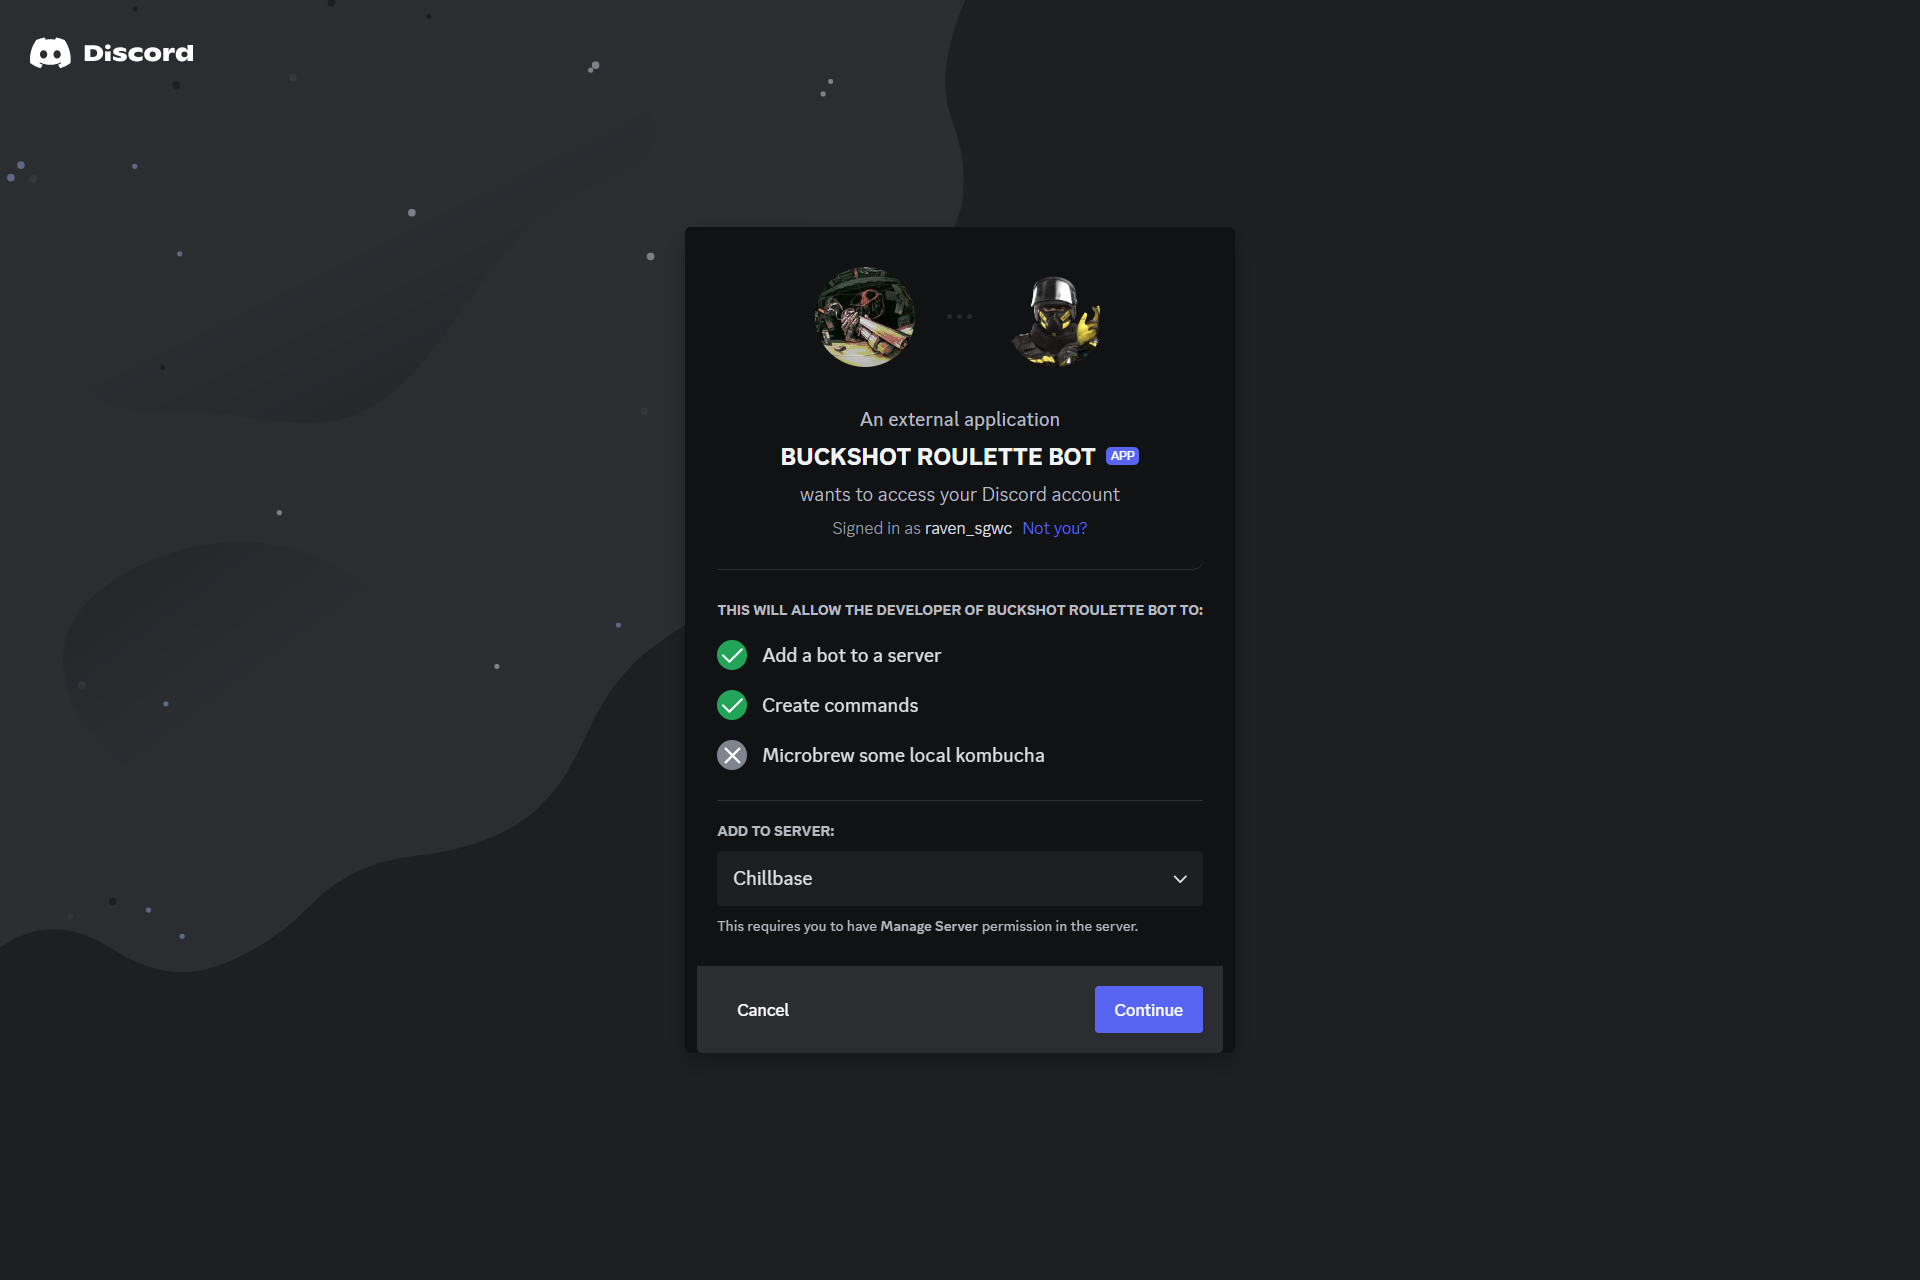 Discord
An external application
BUCKSHOT ROULETTE BOT APP
wants to access your Discord account
Signed in as raven_sgwc Not you?
THIS WILL ALLOW THE DEVELOPER OF BUCKSHOT ROULETTE BOT TO:
Add a bot to a server
Create commands
Microbrew some local kombucha
ADD TO SERVER:
Chillbase
This requires you to have Manage Server permission in the server.
Cancel
Continue